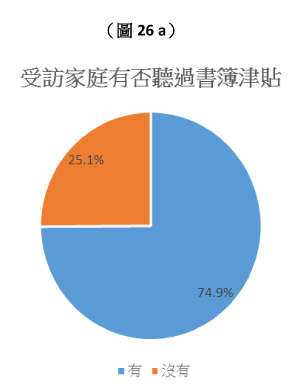 （圖 26 a）
受訪家庭有否聽過書簿津貼
25.1%
74.9%
有 沒有